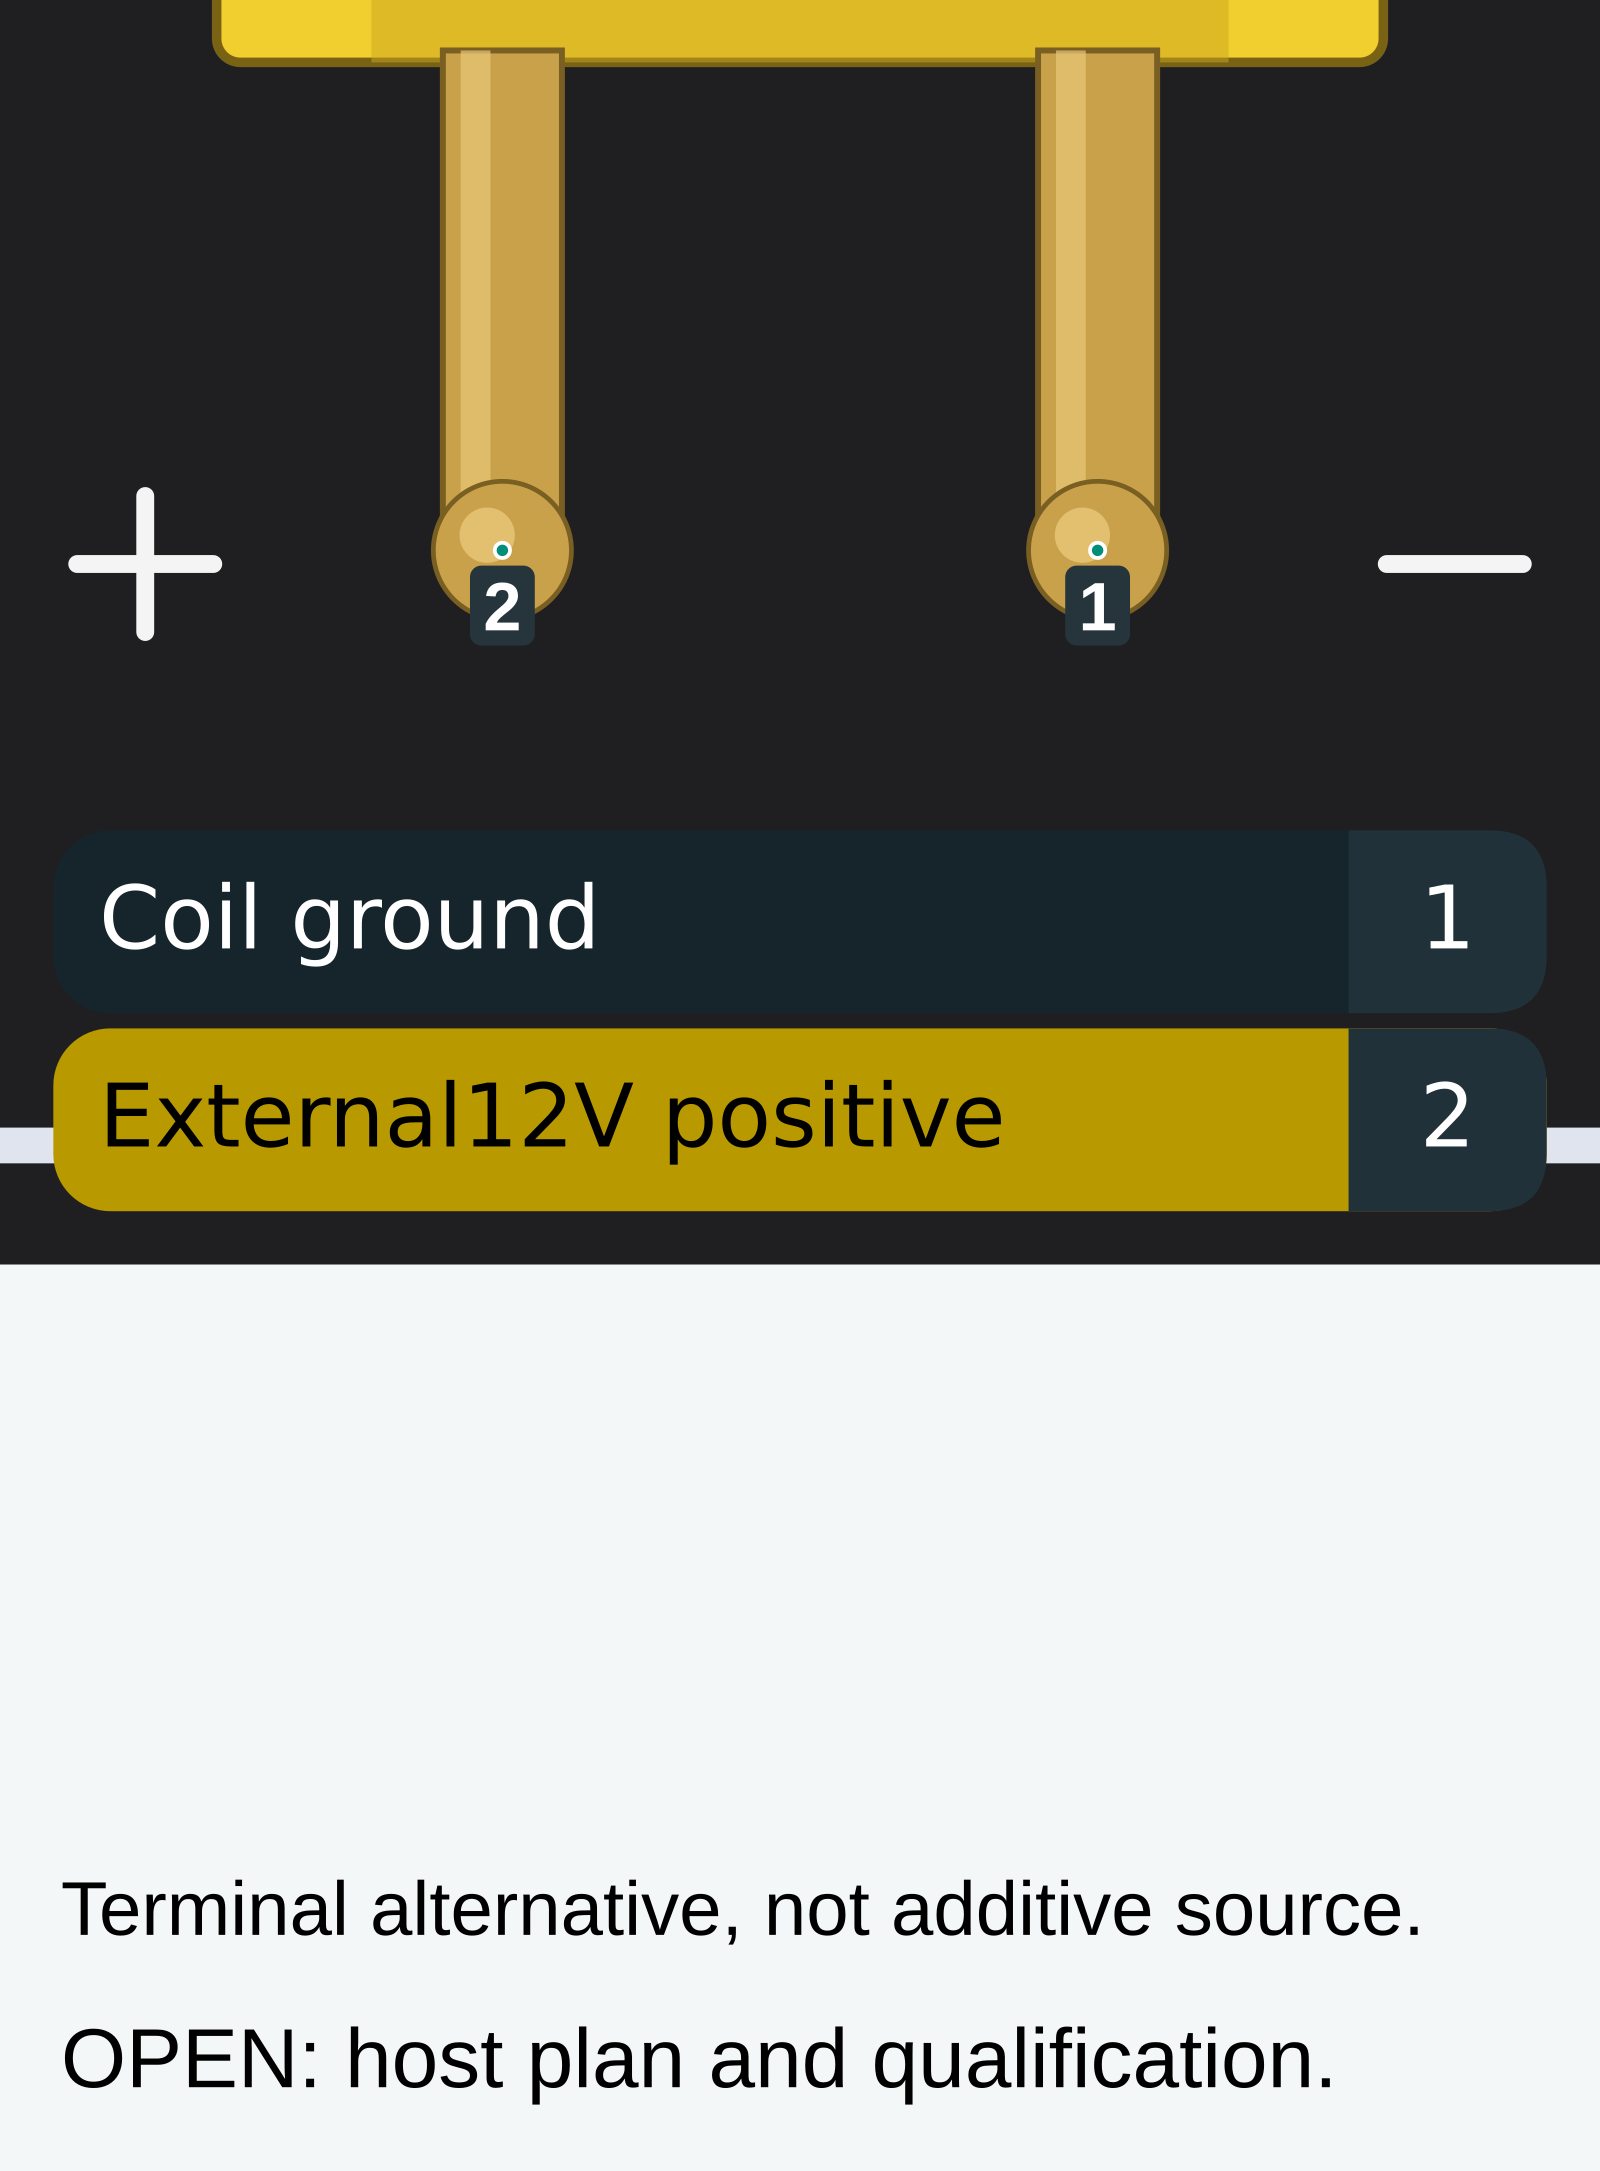 + 2 1 −
Coil ground 1
External12V positive 2
Terminal alternative, not additive source.
OPEN: host plan and qualification.